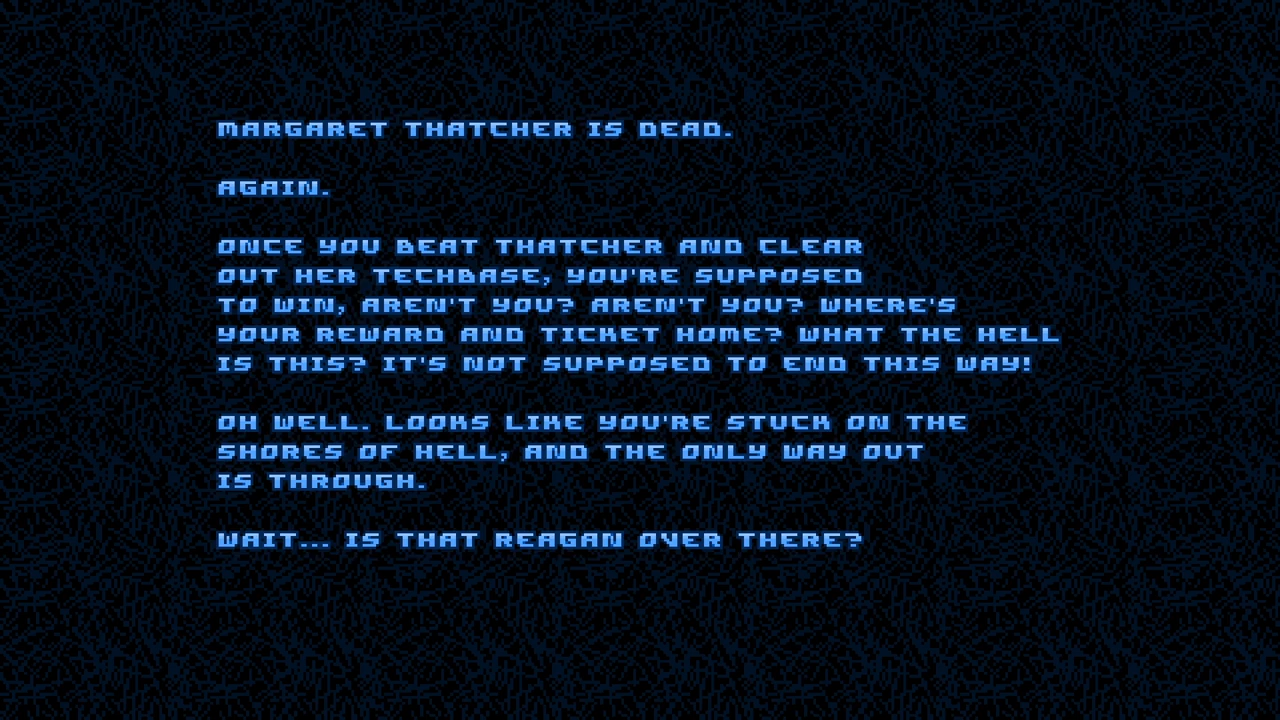 MARGARET THATCHER IS DEAD.
AGAIN.
ONCE YOU BEAT THATCHER AND CLEAR
OUT HER TECHBASE, YOU'RE SUPPOSED
TO WIN, AREN'T YOU? AREN'T YOU? WHERE'S
YOUR REWARD AND TICKET HOME? WHAT THE HELL
IS THIS? IT'S NOT SUPPOSED TO END THIS WAY!
OH WELL. LOOKS LIKE YOU'RE STUCK ON THE
SHORES OF HELL, AND THE ONLY WAY OUT
IS THROUGH.
WAIT... IS THAT REAGAN OVER THERE?